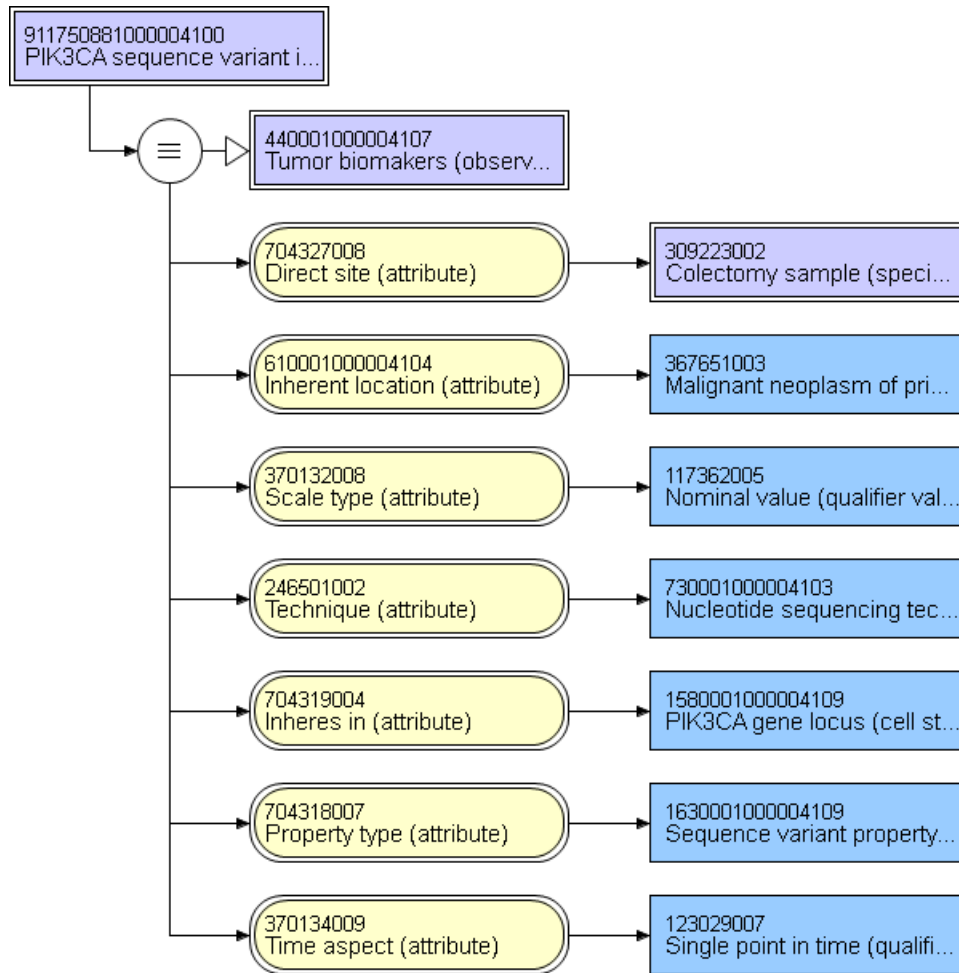 911750881000004100
PIK3CA sequence variant i...
440001000004107
Tumor biomakers (observ...
704327008
Direct site (attribute)
309223002
Colectomy sample (speci...
610001000004104
Inherent location (attribute)
367651003
Malignant neoplasm of pri...
370132008
Scale type (attribute)
117362005
Nominal value (qualifier val...
246501002
Technique (attribute)
730001000004103
Nucleotide sequencing tec...
704319004
Inheres in (attribute)
1580001000004109
PIK3CA gene locus (cell st...
704318007
Property type (attribute)
1630001000004109
Sequence variant property...
370134009
Time aspect (attribute)
123029007
Single point in time (qualifi...